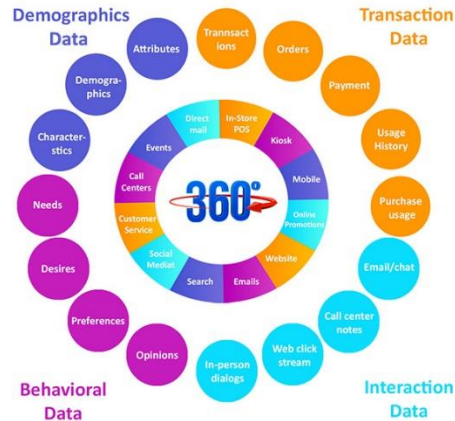 Demographics
Data
Transaction
Data
Trannsact
ions
Orders
Payment
Usage
History
Purchase
usage
Email/chat
Call center
notes
Web click
stream
In-person
dialogs
Opinions
Preferences
Desires
Needs
Character-
stics
Demogra-
phics
Attributes
In-Store
POS
Kiosk
Mobile
Online
Promotions
Website
Emails
Search
Social
Mediat
Customer
Service
Call
Centers
Events
Direct
mail
360°
Behavioral
Data
Interaction
Data